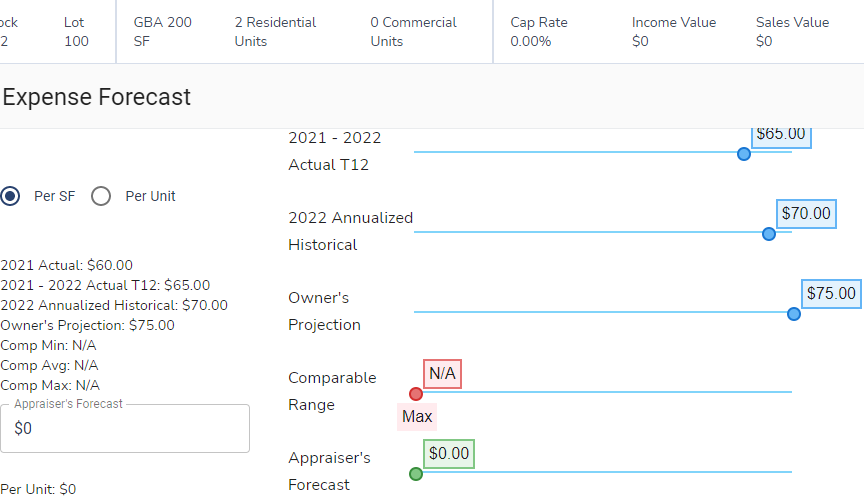 ock Lot GBA 200 2 Residential 0 Commercial Cap Rate Income Value Sales Value
2 100 SF Units Units 0.00% $0 $0
Expense Forecast
Per SF Per Unit
2021 Actual: $60.00
2021 - 2022 Actual T12: $65.00
2022 Annualized Historical: $70.00
Owner's Projection: $75.00
Comp Min: N/A
Comp Avg: N/A
Comp Max: N/A
Appraiser's Forecast
$0
Per Unit: $0
2021 - 2022
Actual T12
$65.00
2022 Annualized
Historical
$70.00
Owner's
Projection
$75.00
Comparable
Range
N/A
Max
Appraiser's
Forecast
$0.00